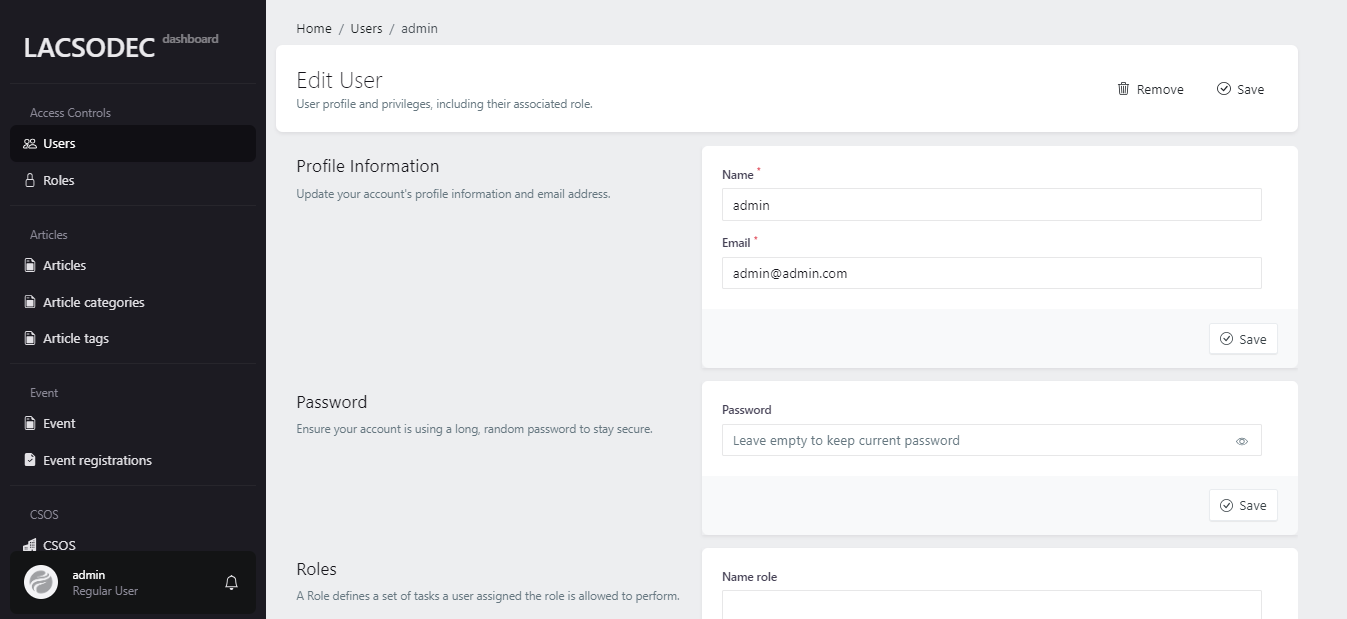 LACSODEC dashboard
Access Controls
Users
Roles
Articles
Articles
Article categories
Article tags
Event
Event
Event registrations
CSOS
CSOS
admin
Regular User
Home / Users / admin
Edit User
User profile and privileges, including their associated role.
Remove
Save
Profile Information
Update your account's profile information and email address.
Name *
admin
Email *
admin@admin.com
Save
Password
Ensure your account is using a long, random password to stay secure.
Password
Leave empty to keep current password
Save
Roles
A Role defines a set of tasks a user assigned the role is allowed to perform.
Name role